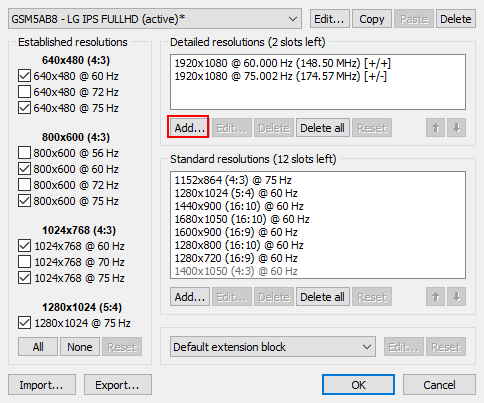 GSM5AB8 - LG IPS FULLHD (active)*
Edit...
Copy
Paste
Delete
Established resolutions
640x480 (4:3)
640x480 @ 60 Hz
640x480 @ 72 Hz
640x480 @ 75 Hz
800x600 (4:3)
800x600 @ 56 Hz
800x600 @ 60 Hz
800x600 @ 72 Hz
800x600 @ 75 Hz
1024x768 (4:3)
1024x768 @ 60 Hz
1024x768 @ 70 Hz
1024x768 @ 75 Hz
1280x1024 (5:4)
1280x1024 @ 75 Hz
All
None
Reset
Detailed resolutions (2 slots left)
1920x1080 @ 60.000 Hz (148.50 MHz) [+/+]
1920x1080 @ 75.002 Hz (174.57 MHz) [+/-]
Add...
Edit...
Delete
Delete all
Reset
Standard resolutions (12 slots left)
1152x864 (4:3) @ 75 Hz
1280x1024 (5:4) @ 60 Hz
1440x900 (16:10) @ 60 Hz
1680x1050 (16:10) @ 60 Hz
1600x900 (16:9) @ 60 Hz
1280x800 (16:10) @ 60 Hz
1280x720 (16:9) @ 60 Hz
1400x1050 (4:3) @ 60 Hz
Add...
Edit...
Delete
Delete all
Reset
Default extension block
Edit...
Reset
Import...
Export...
OK
Cancel